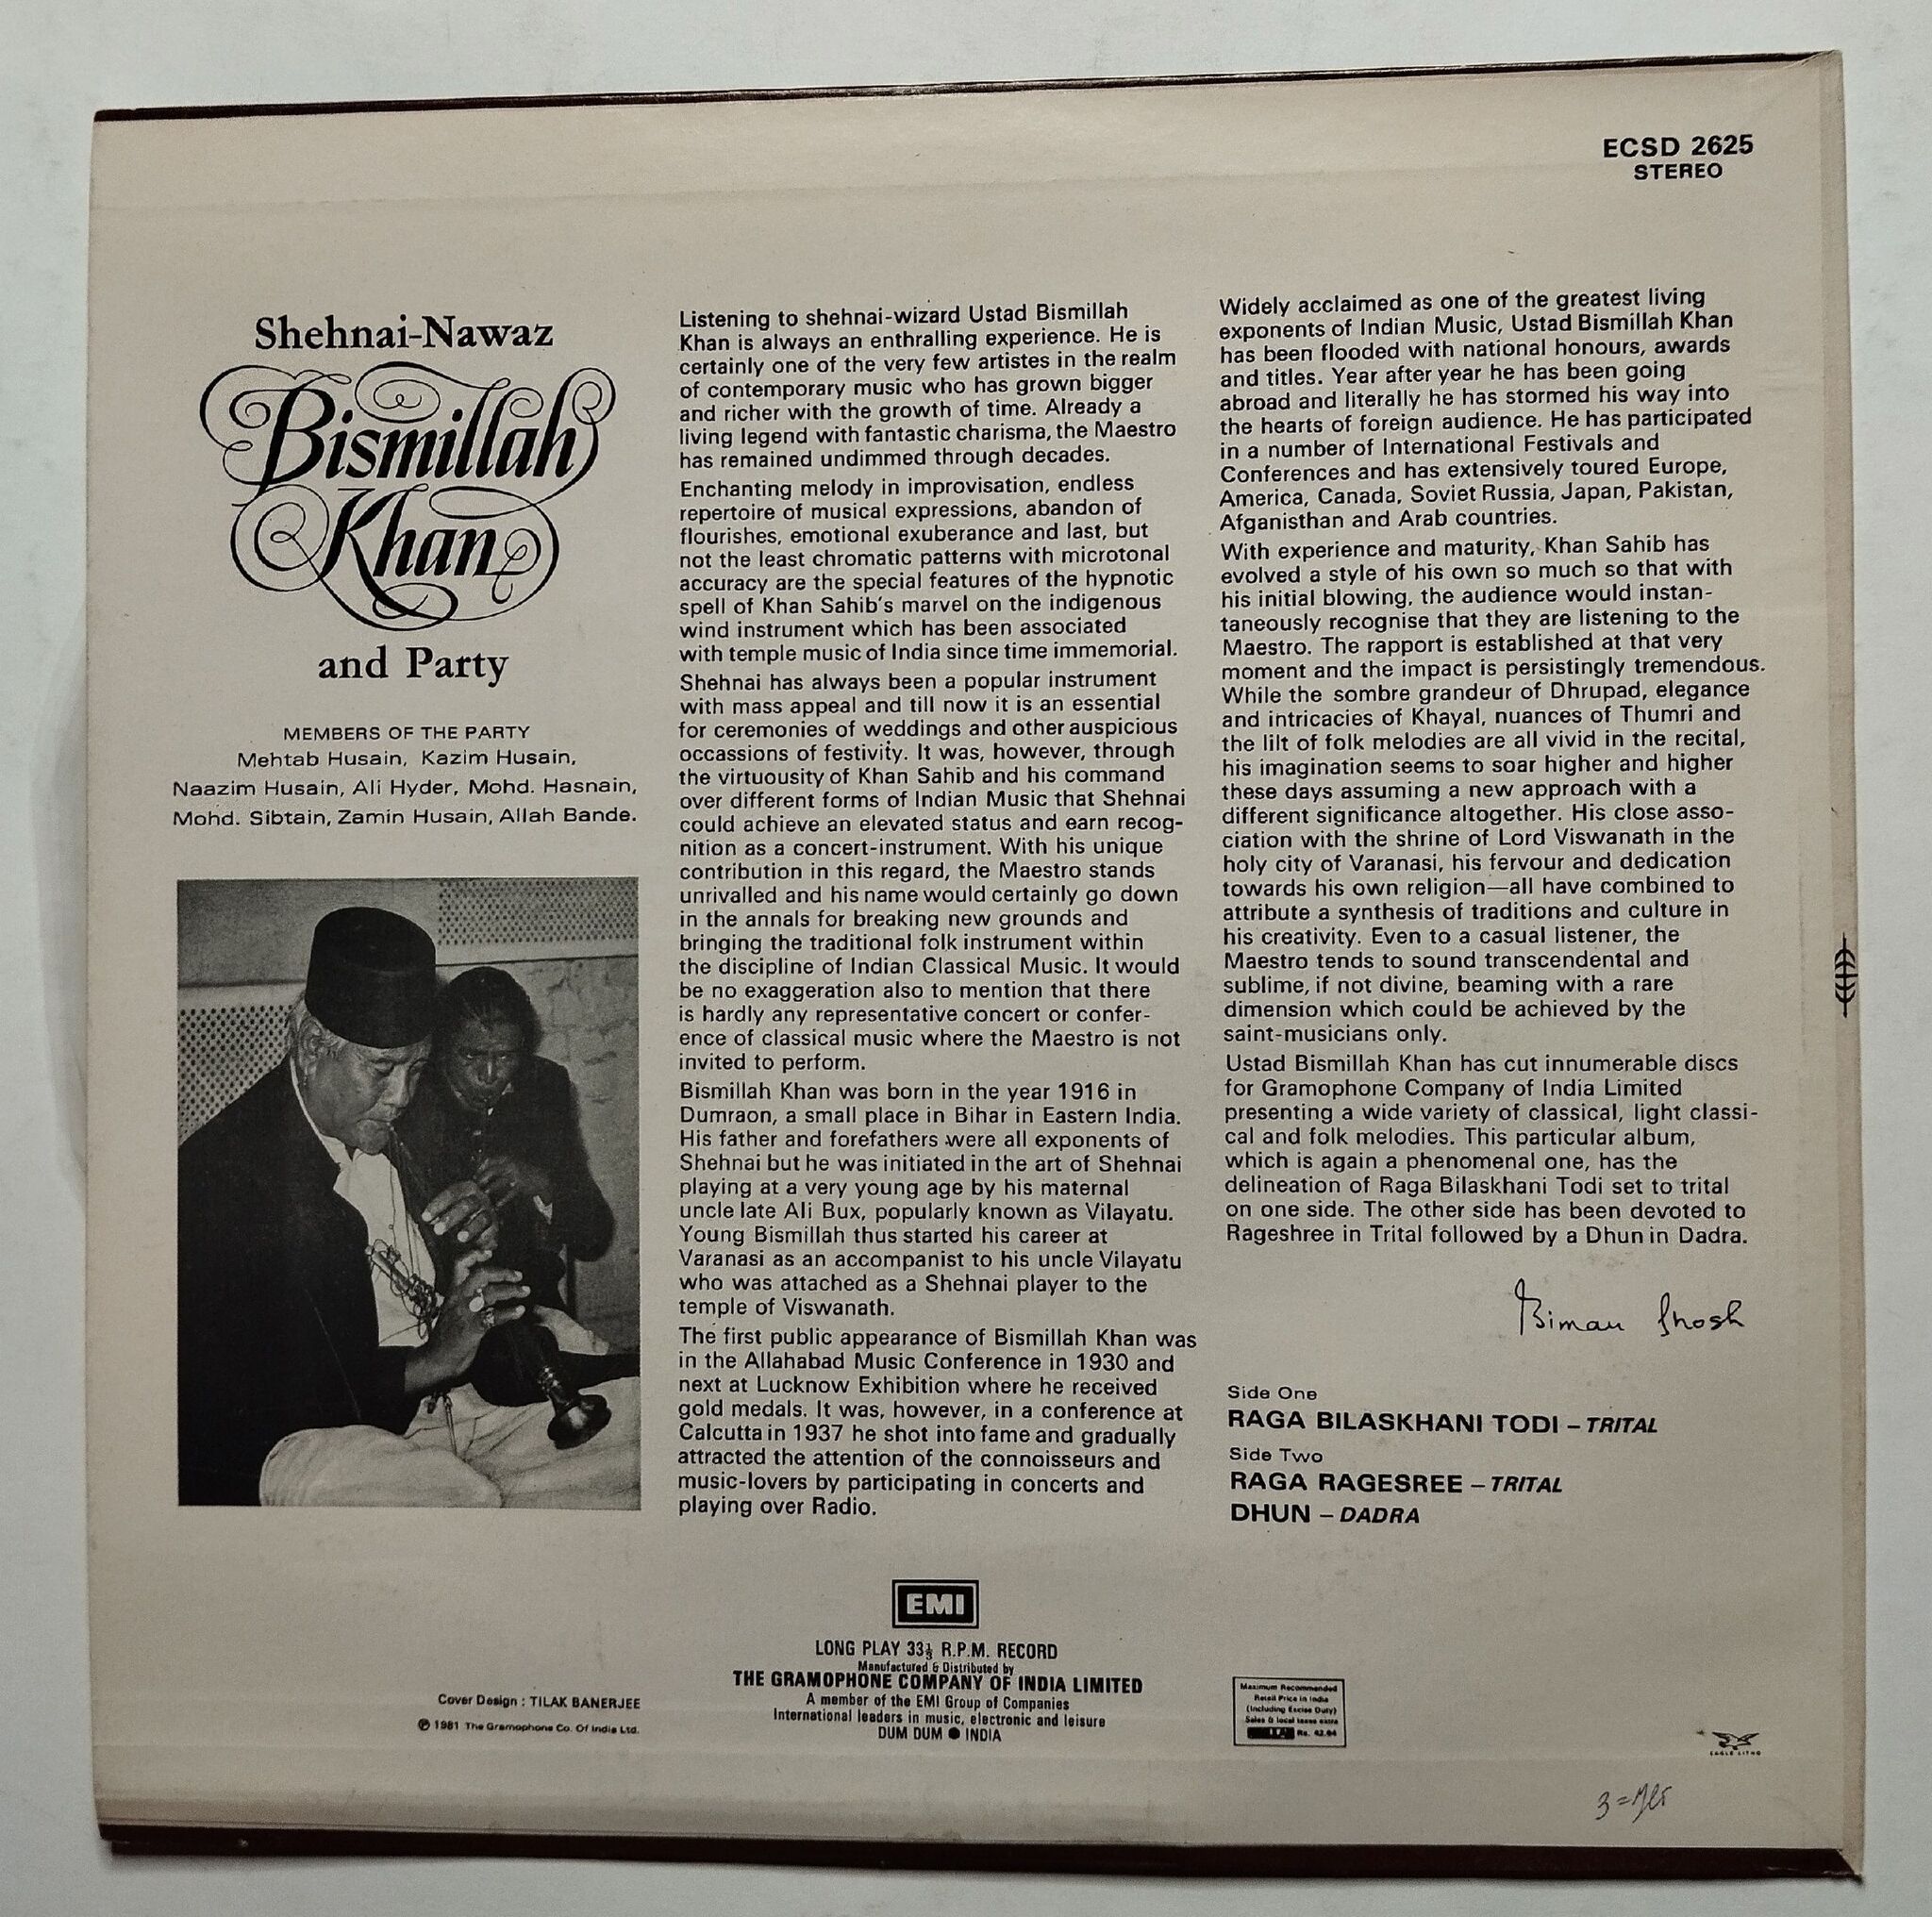 ECSD 2625
STEREO
Shehnai-Nawaz
Bismillah
Khan
and Party
MEMBERS OF THE PARTY
Mehtab Husain, Kazim Husain,
Naazim Husain, Ali Hyder, Mohd. Hasnain,
Mohd. Sibtain, Zamin Husain, Allah Bande.
Listening to shehnai-wizard Ustad Bismillah
Khan is always an enthralling experience. He is
certainly one of the very few artistes in the realm
of contemporary music who has grown bigger
and richer with the growth of time. Already a
living legend with fantastic charisma, the Maestro
has remained undimmed through decades.
Enchanting melody in improvisation, endless
repertoire of musical expressions, abandon of
flourishes, emotional exuberance and last, but
not the least chromatic patterns with microtonal
accuracy are the special features of the hypnotic
spell of Khan Sahib's marvel on the indigenous
wind instrument which has been associated
with temple music of India since time immemorial.
Shehnai has always been a popular instrument
with mass appeal and till now it is an essential
for ceremonies of weddings and other auspicious
occassions of festivity. It was, however, through
the virtuousity of Khan Sahib and his command
over different forms of Indian Music that Shehnai
could achieve an elevated status and earn recog-
nition as a concert-instrument. With his unique
contribution in this regard, the Maestro stands
unrivalled and his name would certainly go down
in the annals for breaking new grounds and
bringing the traditional folk instrument within
the discipline of Indian Classical Music. It would
be no exaggeration also to mention that there
is hardly any representative concert or confer-
ence of classical music where the Maestro is not
invited to perform.
Bismillah Khan was born in the year 1916 in
Dumraon, a small place in Bihar in Eastern India.
His father and forefathers were all exponents of
Shehnai but he was initiated in the art of Shehnai
playing at a very young age by his maternal
uncle late Ali Bux, popularly known as Vilayatu.
Young Bismillah thus started his career at
Varanasi as an accompanist to his uncle Vilayatu
who was attached as a Shehnai player to the
temple of Viswanath.
The first public appearance of Bismillah Khan was
in the Allahabad Music Conference in 1930 and
next at Lucknow Exhibition where he received
gold medals. It was, however, in a conference at
Calcutta in 1937 he shot into fame and gradually
attracted the attention of the connoisseurs and
music-lovers by participating in concerts and
playing over Radio.
Widely acclaimed as one of the greatest living
exponents of Indian Music, Ustad Bismillah Khan
has been flooded with national honours, awards
and titles. Year after year he has been going
abroad and literally he has stormed his way into
the hearts of foreign audience. He has participated
in a number of International Festivals and
Conferences and has extensively toured Europe,
America, Canada, Soviet Russia, Japan, Pakistan,
Afganisthan and Arab countries.
With experience and maturity, Khan Sahib has
evolved a style of his own so much so that with
his initial blowing, the audience would instan-
taneously recognise that they are listening to the
Maestro. The rapport is established at that very
moment and the impact is persistingly tremendous.
While the sombre grandeur of Dhrupad, elegance
and intricacies of Khayal, nuances of Thumri and
the lilt of folk melodies are all vivid in the recital,
his imagination seems to soar higher and higher
these days assuming a new approach with a
different significance altogether. His close asso-
ciation with the shrine of Lord Viswanath in the
holy city of Varanasi, his fervour and dedication
towards his own religion—all have combined to
attribute a synthesis of traditions and culture in
his creativity. Even to a casual listener, the
Maestro tends to sound transcendental and
sublime, if not divine, beaming with a rare
dimension which could be achieved by the
saint-musicians only.
Ustad Bismillah Khan has cut innumerable discs
for Gramophone Company of India Limited
presenting a wide variety of classical, light classi-
cal and folk melodies. This particular album,
which is again a phenomenal one, has the
delineation of Raga Bilaskhani Todi set to trital
on one side. The other side has been devoted to
Rageshree in Trital followed by a Dhun in Dadra.
Biman Ghosh
Side One
RAGA BILASKHANI TODI – TRITAL
Side Two
RAGA RAGESREE – TRITAL
DHUN – DADRA
EMI
LONG PLAY 33⅓ R.P.M. RECORD
Manufactured & Distributed by
THE GRAMOPHONE COMPANY OF INDIA LIMITED
A member of the EMI Group of Companies
International leaders in music, electronic and leisure
DUM DUM ● INDIA
Cover Design : TILAK BANERJEE
℗ 1981 The Gramophone Co. Of India Ltd.
Maximum Recommended
Retail Price in India
(Including Excise Duty)
Sales & local taxes extra
Rs.
EAGLE LITHO